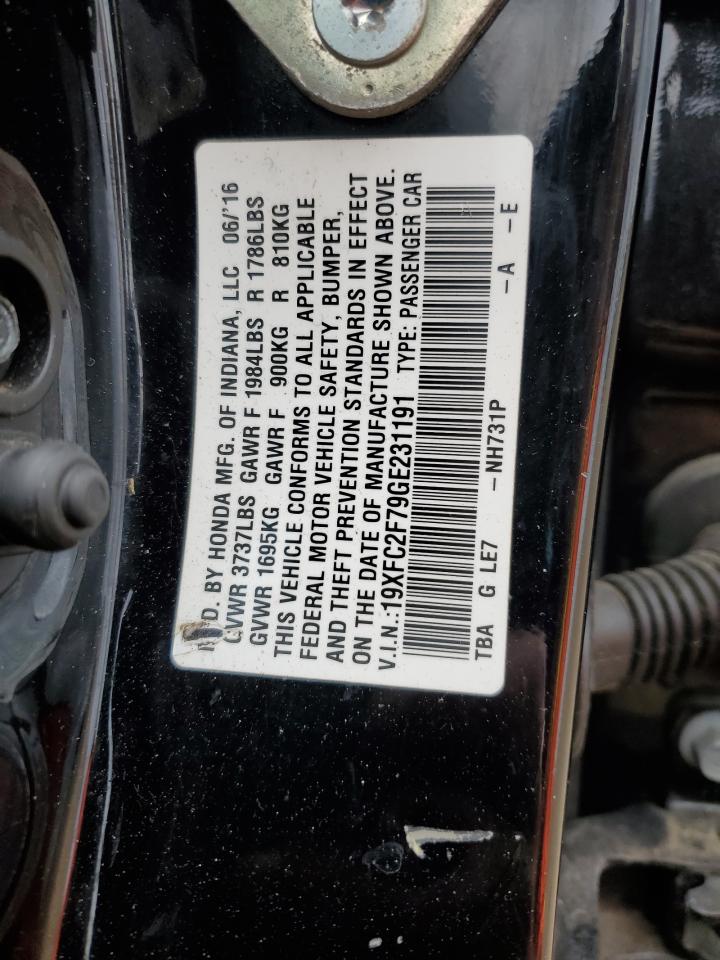 MFD. BY HONDA MFG. OF INDIANA, LLC 06/'16
GVWR 3737LBS GAWR F 1984LBS R 1786LBS
GVWR 1695KG GAWR F 900KG R 810KG
THIS VEHICLE CONFORMS TO ALL APPLICABLE
FEDERAL MOTOR VEHICLE SAFETY, BUMPER,
AND THEFT PREVENTION STANDARDS IN EFFECT
ON THE DATE OF MANUFACTURE SHOWN ABOVE.
V.I.N.:19XFC2F79GE231191 TYPE: PASSENGER CAR
TBA G LE7 -NH731P -A -E